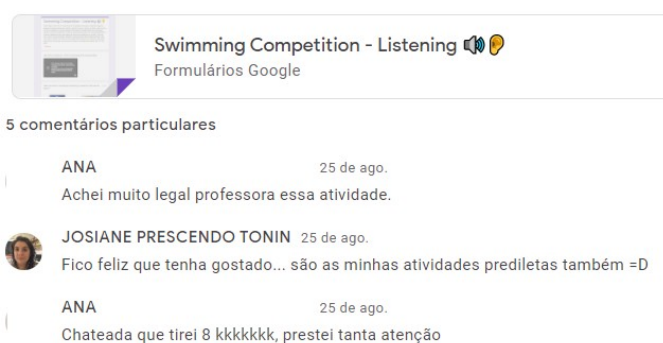 Swimming Competition - Listening 🔊👂
Formulários Google
5 comentários particulares
ANA 25 de ago.
Achei muito legal professora essa atividade.
JOSIANE PRESCENDO TONIN 25 de ago.
Fico feliz que tenha gostado... são as minhas atividades prediletas também =D
ANA 25 de ago.
Chateada que tirei 8 kkkkkkk, prestei tanta atenção